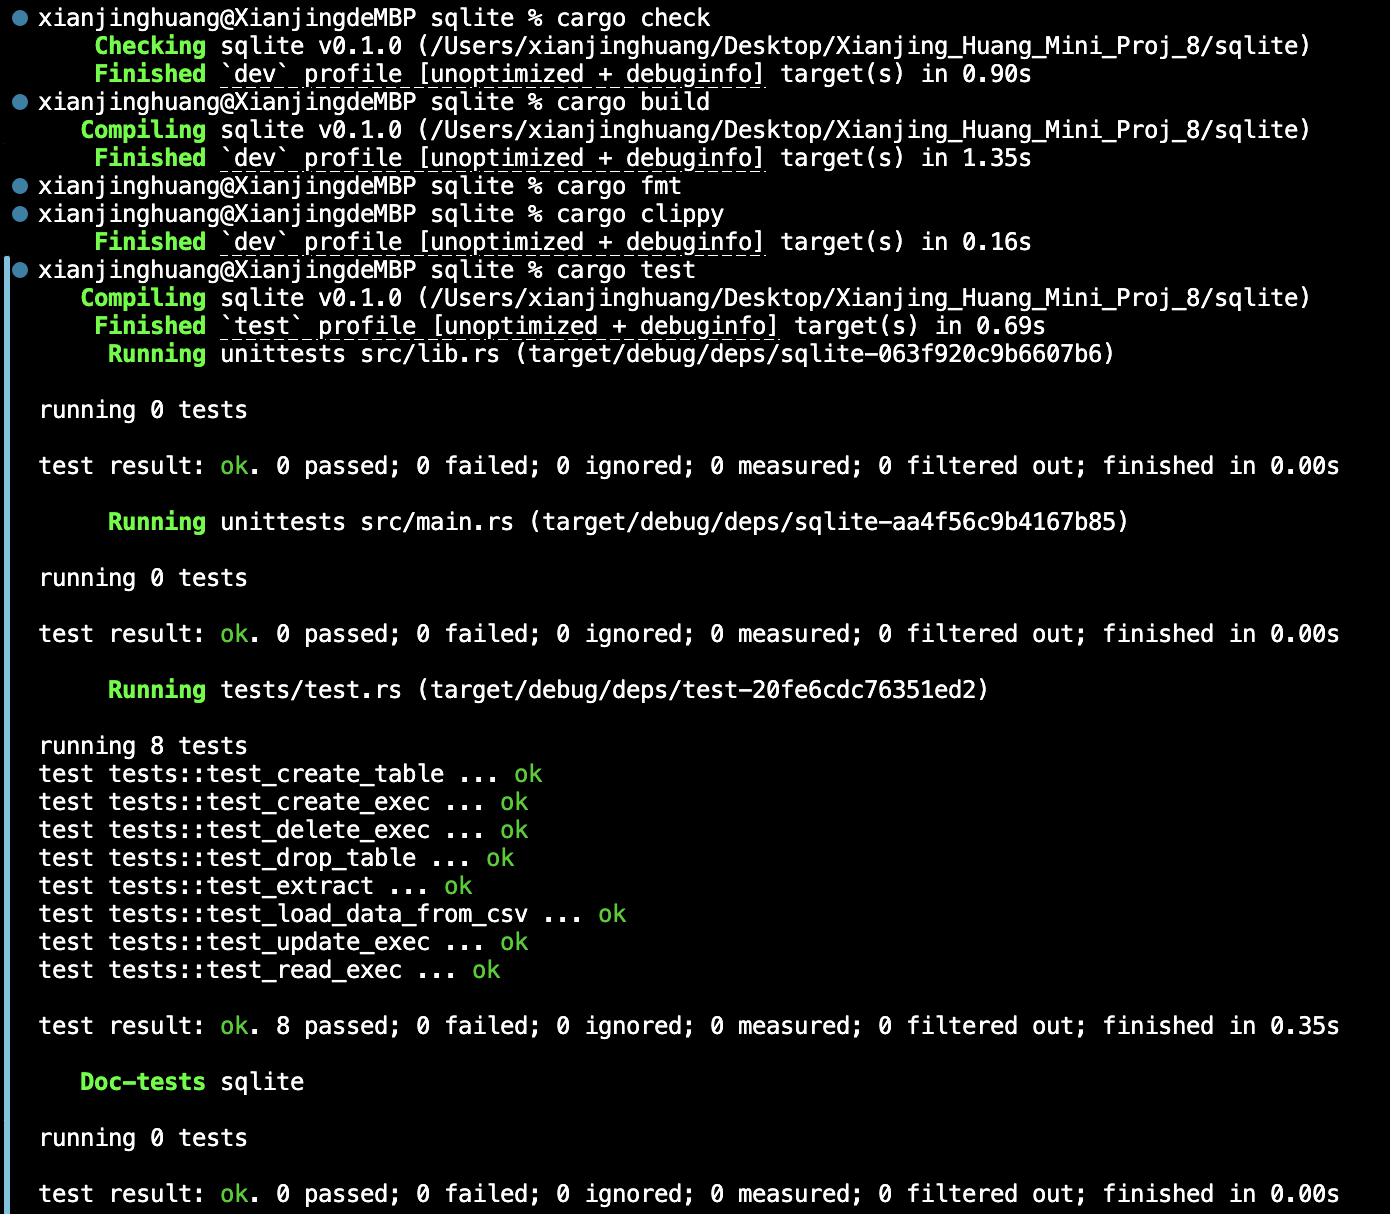 xianjinghuang@XianjingdeMBP sqlite % cargo check
Checking sqlite v0.1.0 (/Users/xianjinghuang/Desktop/Xianjing_Huang_Mini_Proj_8/sqlite)
Finished `dev` profile [unoptimized + debuginfo] target(s) in 0.90s
xianjinghuang@XianjingdeMBP sqlite % cargo build
Compiling sqlite v0.1.0 (/Users/xianjinghuang/Desktop/Xianjing_Huang_Mini_Proj_8/sqlite)
Finished `dev` profile [unoptimized + debuginfo] target(s) in 1.35s
xianjinghuang@XianjingdeMBP sqlite % cargo fmt
xianjinghuang@XianjingdeMBP sqlite % cargo clippy
Finished `dev` profile [unoptimized + debuginfo] target(s) in 0.16s
xianjinghuang@XianjingdeMBP sqlite % cargo test
Compiling sqlite v0.1.0 (/Users/xianjinghuang/Desktop/Xianjing_Huang_Mini_Proj_8/sqlite)
Finished `test` profile [unoptimized + debuginfo] target(s) in 0.69s
Running unittests src/lib.rs (target/debug/deps/sqlite-063f920c9b6607b6)
running 0 tests
test result: ok. 0 passed; 0 failed; 0 ignored; 0 measured; 0 filtered out; finished in 0.00s
Running unittests src/main.rs (target/debug/deps/sqlite-aa4f56c9b4167b85)
running 0 tests
test result: ok. 0 passed; 0 failed; 0 ignored; 0 measured; 0 filtered out; finished in 0.00s
Running tests/test.rs (target/debug/deps/test-20fe6cdc76351ed2)
running 8 tests
test tests::test_create_table ... ok
test tests::test_create_exec ... ok
test tests::test_delete_exec ... ok
test tests::test_drop_table ... ok
test tests::test_extract ... ok
test tests::test_load_data_from_csv ... ok
test tests::test_update_exec ... ok
test tests::test_read_exec ... ok
test result: ok. 8 passed; 0 failed; 0 ignored; 0 measured; 0 filtered out; finished in 0.35s
Doc-tests sqlite
running 0 tests
test result: ok. 0 passed; 0 failed; 0 ignored; 0 measured; 0 filtered out; finished in 0.00s